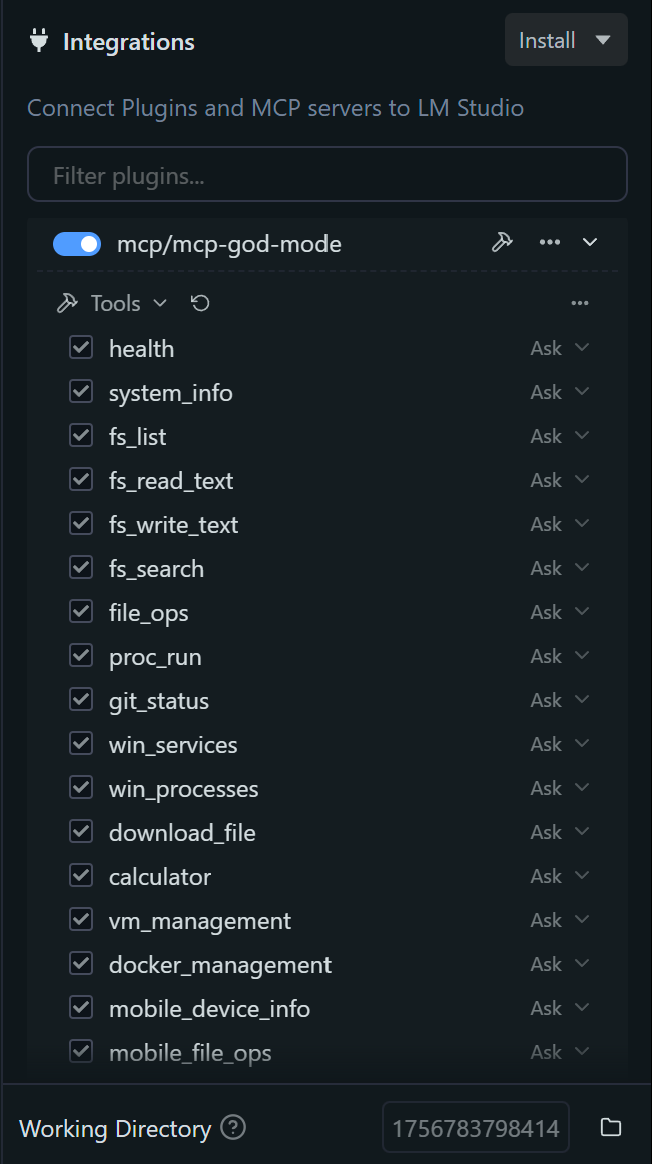 Integrations
Install
Connect Plugins and MCP servers to LM Studio
Filter plugins...
mcp/mcp-god-mode
Tools
health Ask
system_info Ask
fs_list Ask
fs_read_text Ask
fs_write_text Ask
fs_search Ask
file_ops Ask
proc_run Ask
git_status Ask
win_services Ask
win_processes Ask
download_file Ask
calculator Ask
vm_management Ask
docker_management Ask
mobile_device_info Ask
mobile_file_ops Ask
Working Directory ? 1756783798414